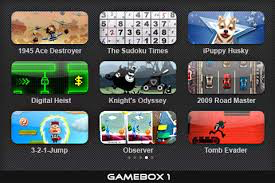 1945 Ace Destroyer
The Sudoku Times
iPuppy Husky
Digital Heist
Knight's Odyssey
2009 Road Master
3-2-1-Jump
Observer
Tomb Evader
GAMEBOX 1